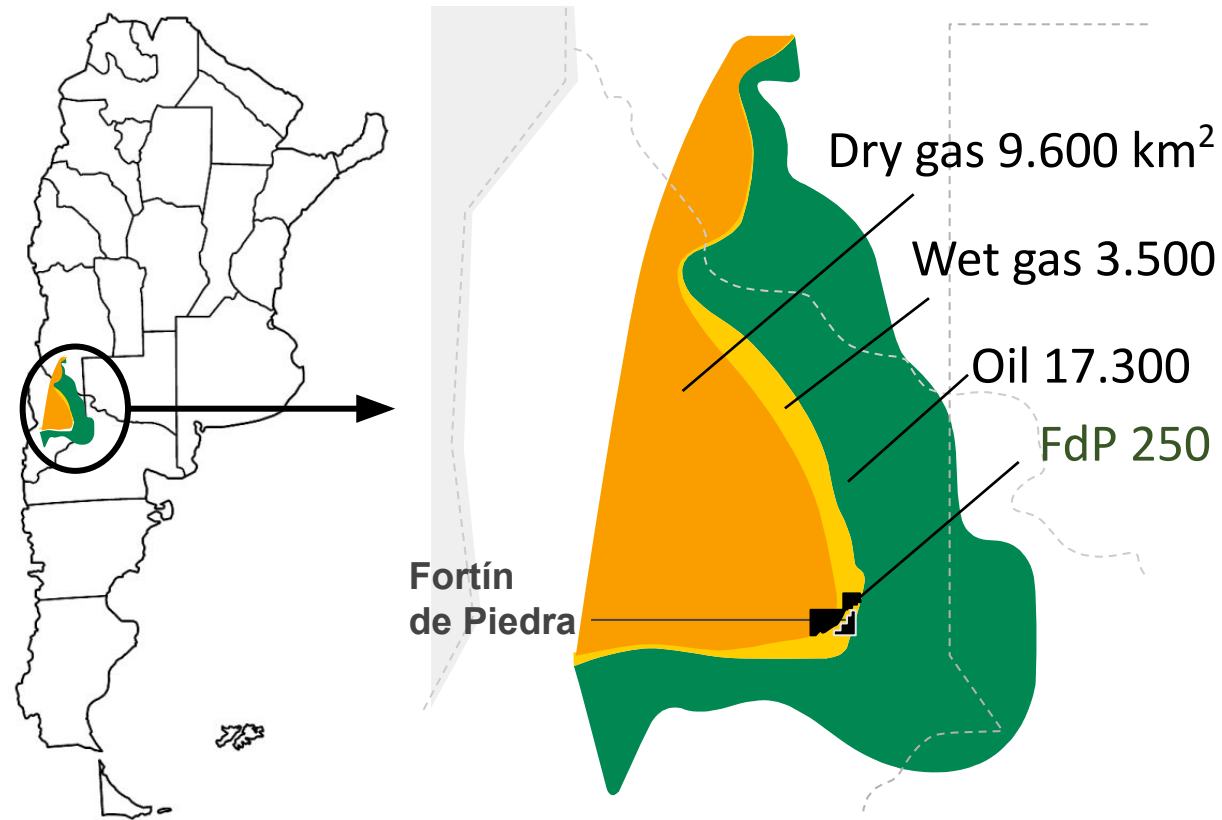 Dry gas 9.600 km²
Wet gas 3.500
Oil 17.300
FdP 250
Fortín
de Piedra